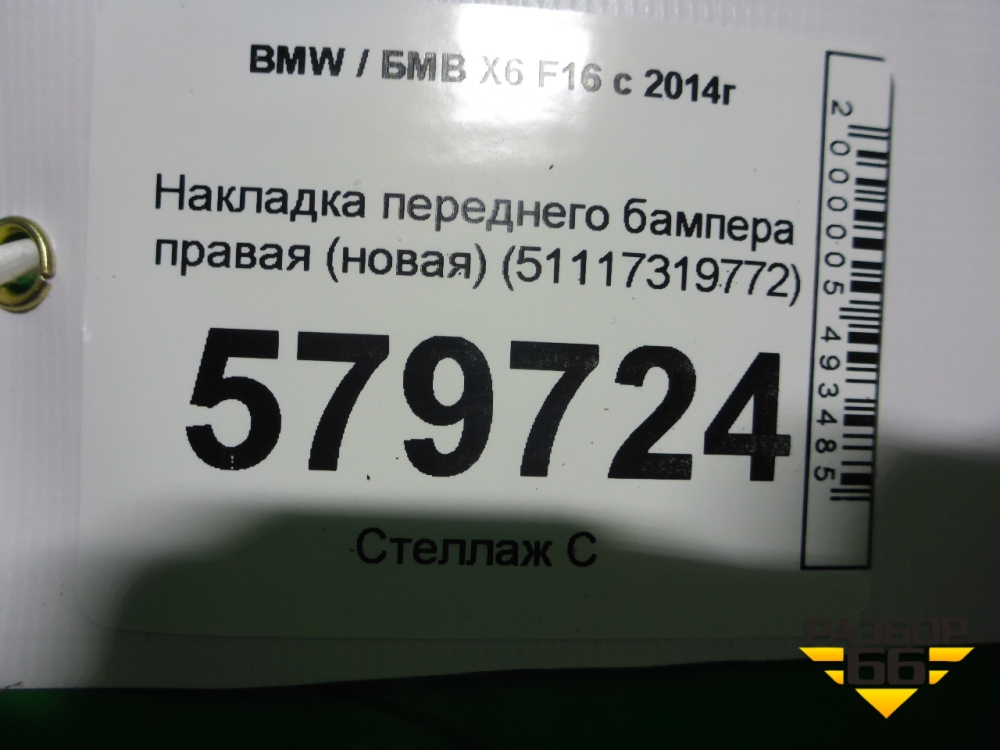 BMW / БМВ X6 F16 с 2014г
Накладка переднего бампера
правая (новая) (51117319772)
579724
Стеллаж С
2000005493485
РАЗБОР
66